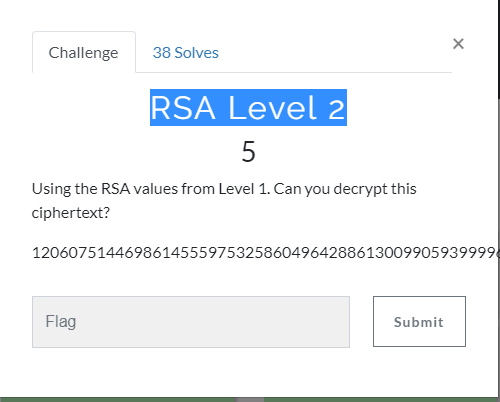 Challenge
38 Solves
×
RSA Level 2
5
Using the RSA values from Level 1. Can you decrypt this
ciphertext?
12060751446986145559753258604964288613009905939996
Flag
Submit